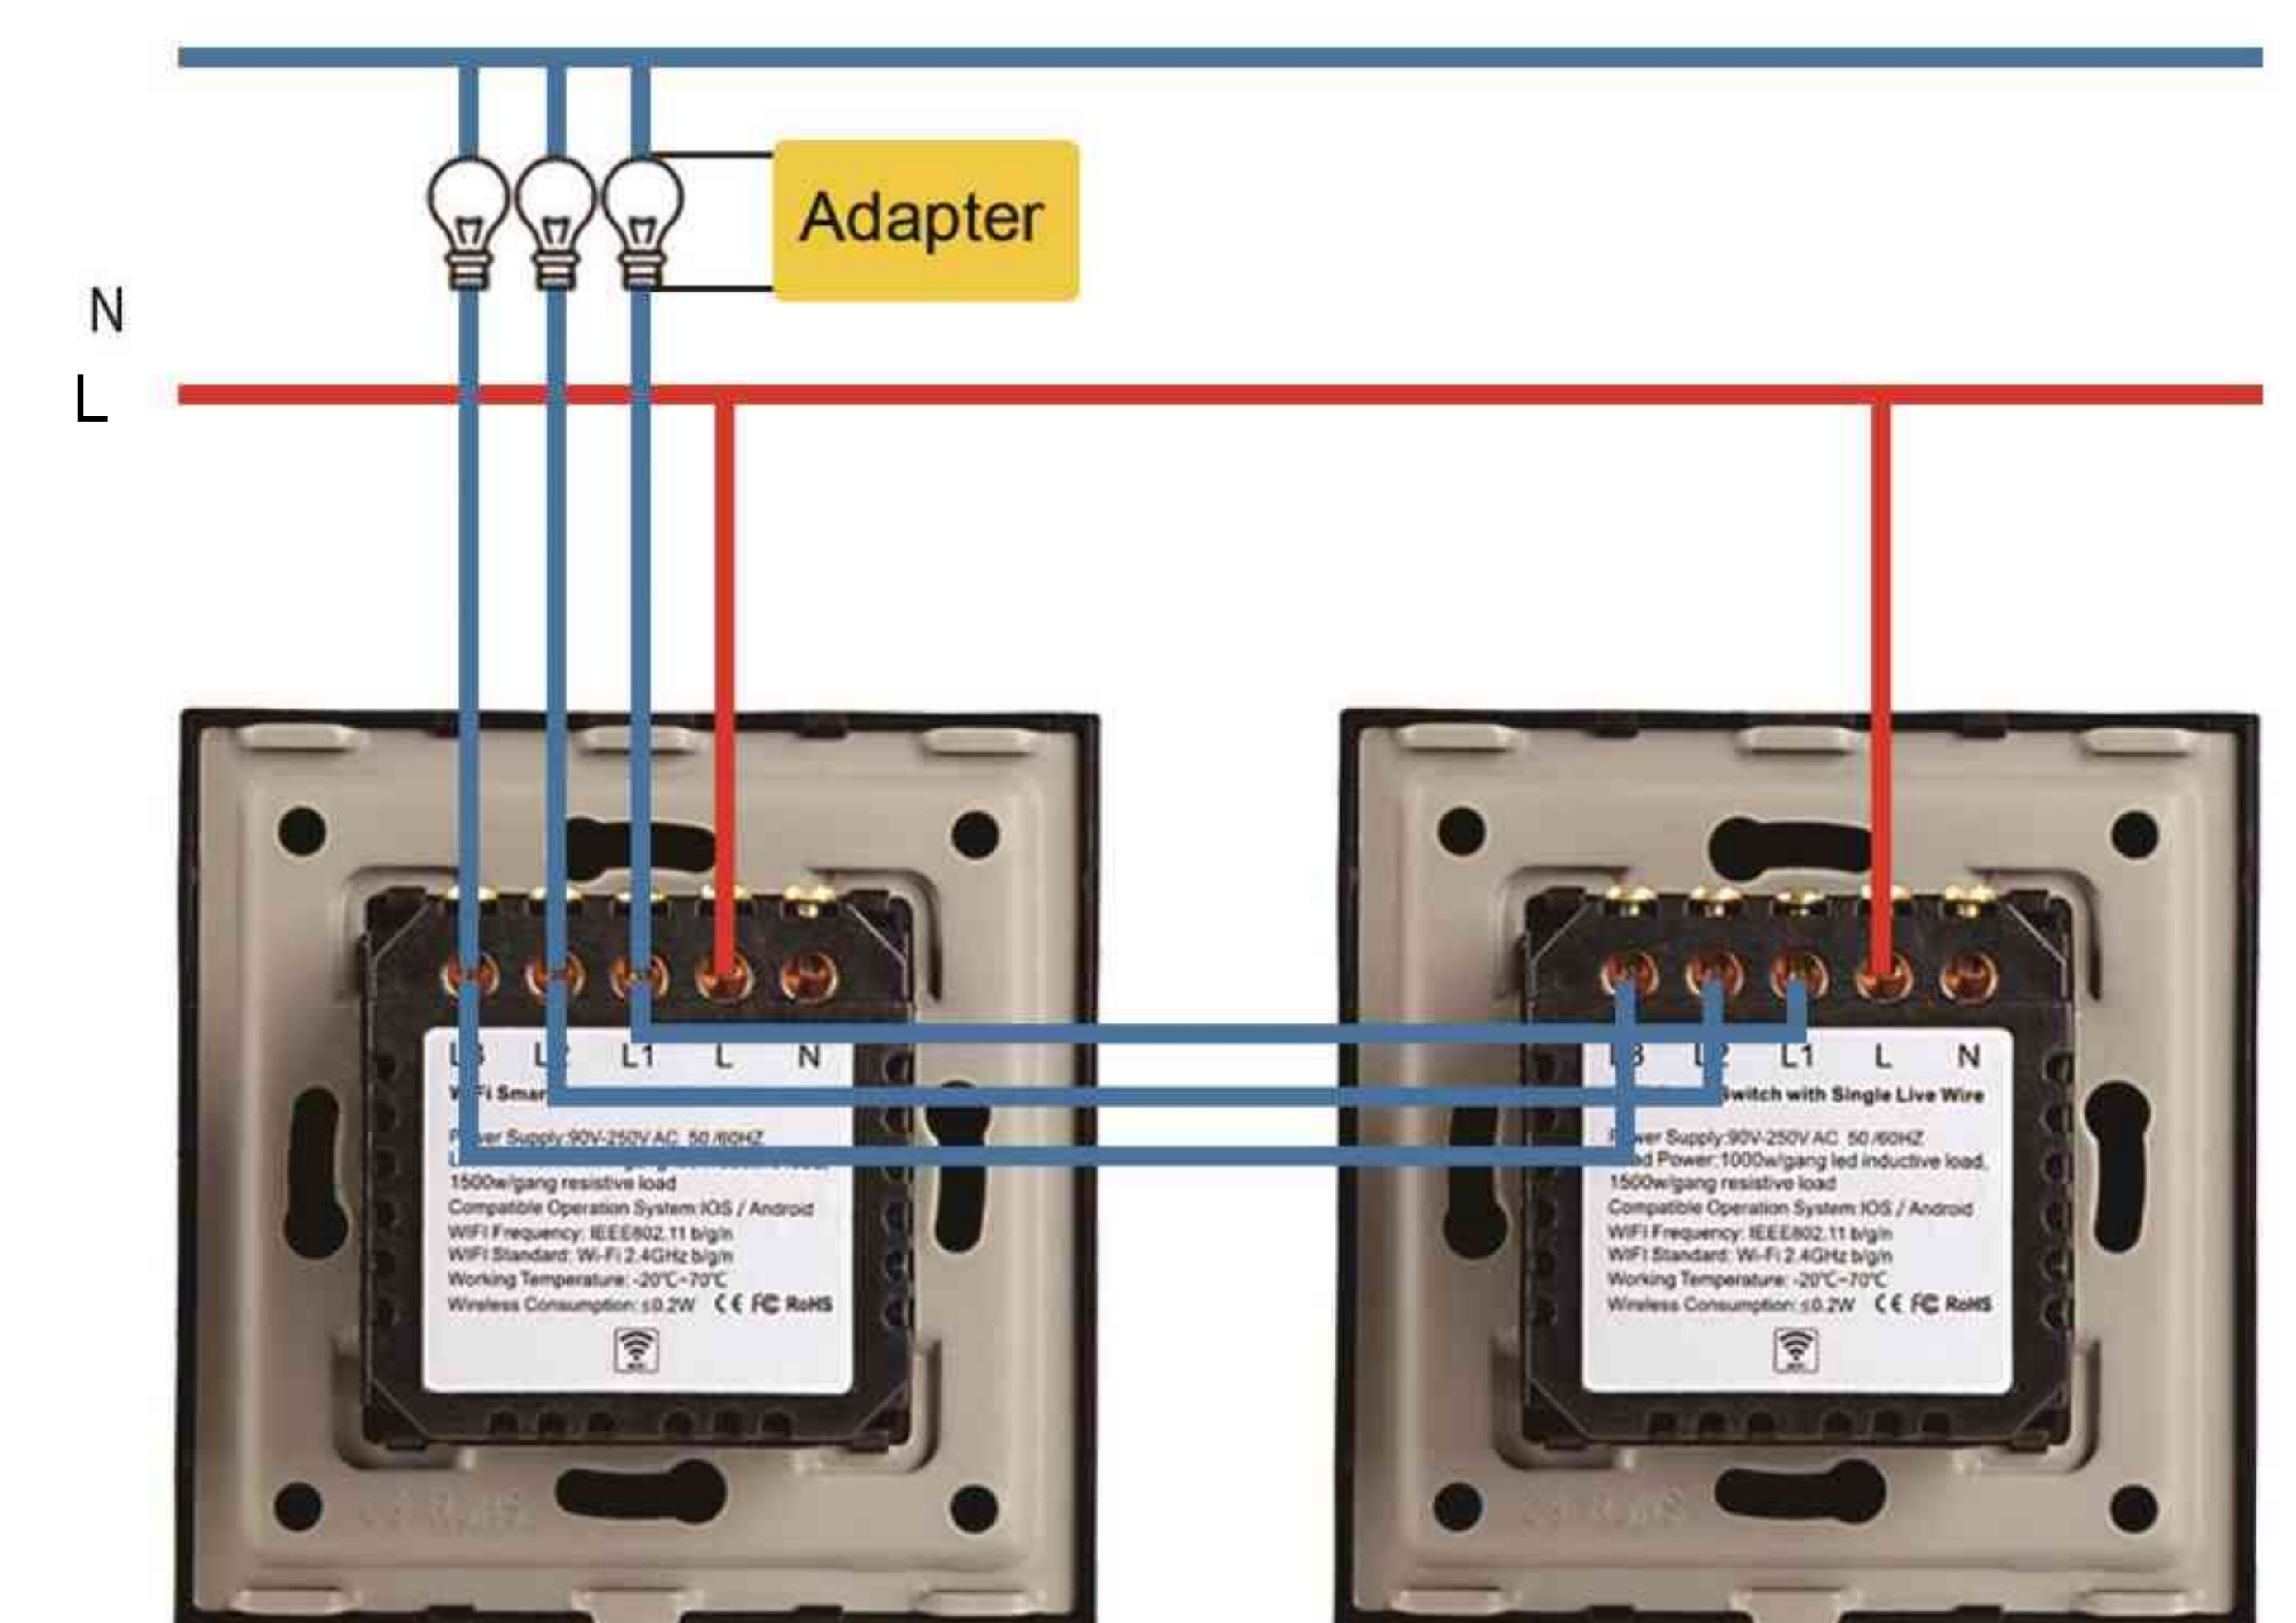 Adapter
N
L
L3 L2 L1 L N
WiFi Smar
Power Supply:90V-250V AC 50/60HZ
1500w/gang resistive load
Compatible Operation System:IOS / Android
WIFI Frequency: IEEE802.11 b/g/n
WIFI Standard: Wi-Fi 2.4GHz b/g/n
Working Temperature: -20℃~70℃
Wireless Consumption: ≤0.2W CE FC RoHS
L3 L2 L1 L N
Switch with Single Live Wire
Power Supply:90V-250V AC 50/60HZ
Load Power:1000w/gang led inductive load,
1500w/gang resistive load
Compatible Operation System:IOS / Android
WIFI Frequency: IEEE802.11 b/g/n
WIFI Standard: Wi-Fi 2.4GHz b/g/n
Working Temperature: -20℃~70℃
Wireless Consumption: ≤0.2W CE FC RoHS